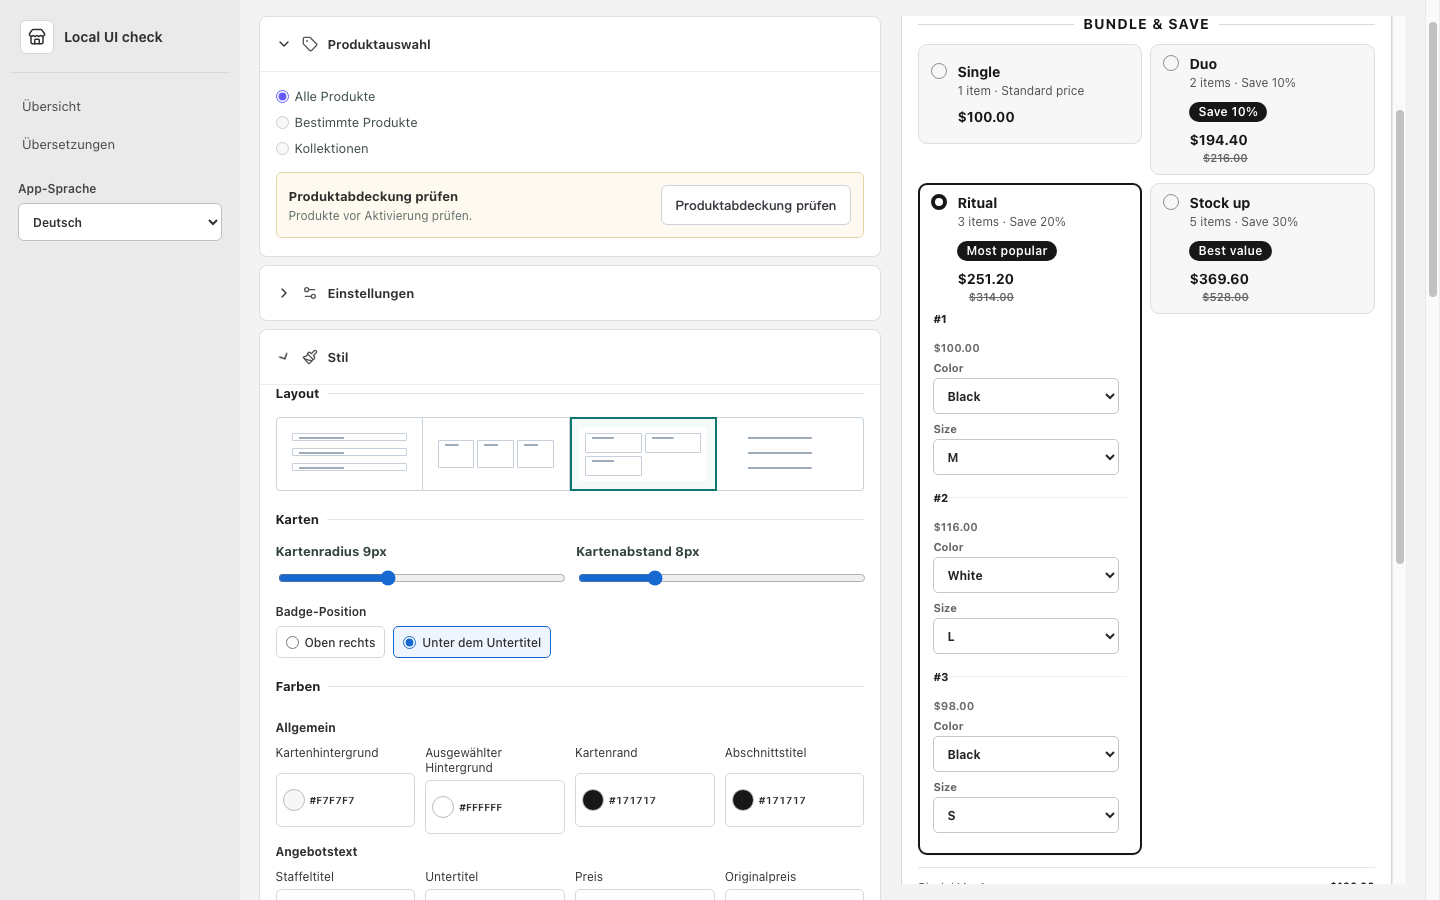 Local UI check
Übersicht
Übersetzungen
App-Sprache
Deutsch
Produktauswahl
Alle Produkte
Bestimmte Produkte
Kollektionen
Produktabdeckung prüfen
Produkte vor Aktivierung prüfen.
Produktabdeckung prüfen
Einstellungen
Stil
Layout
Karten
Kartenradius 9px
Kartenabstand 8px
Badge-Position
Oben rechts
Unter dem Untertitel
Farben
Allgemein
Kartenhintergrund
#F7F7F7
Ausgewählter
Hintergrund
#FFFFFF
Kartenrand
#171717
Abschnittstitel
#171717
Angebotstext
Staffeltitel
Untertitel
Preis
Originalpreis
BUNDLE & SAVE
Single
1 item · Standard price
$100.00
Duo
2 items · Save 10%
Save 10%
$194.40
$216.00
Ritual
3 items · Save 20%
Most popular
$251.20
$314.00
#1
$100.00
Color
Black
Size
M
#2
$116.00
Color
White
Size
L
#3
$98.00
Color
Black
Size
S
Stock up
5 items · Save 30%
Best value
$369.60
$528.00